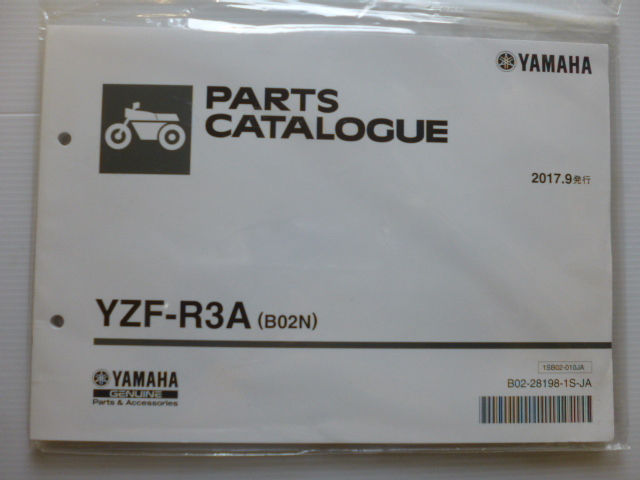 YAMAHA
PARTS
CATALOGUE
2017.9発行
YZF-R3A (B02N)
1SB02-010JA
B02-28198-1S-JA
YAMAHA
GENUINE
Parts & Accessories